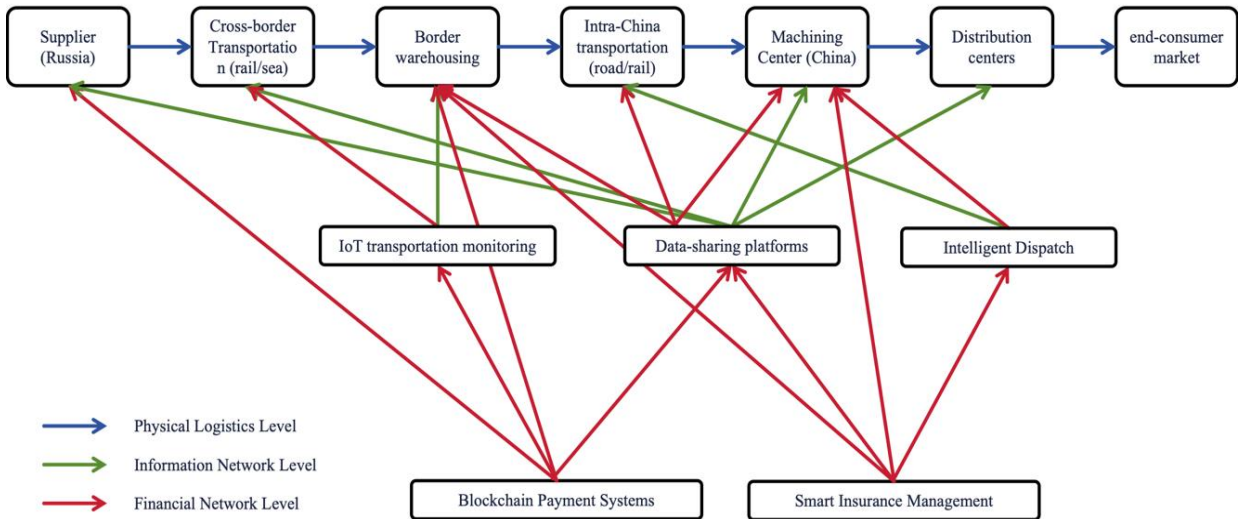 Supplier
(Russia)
Cross-border
Transportatio
n (rail/sea)
Border
warehousing
Intra-China
transportation
(road/rail)
Machining
Center (China)
Distribution
centers
end-consumer
market
IoT transportation monitoring
Data-sharing platforms
Intelligent Dispatch
Physical Logistics Level
Information Network Level
Financial Network Level
Blockchain Payment Systems
Smart Insurance Management